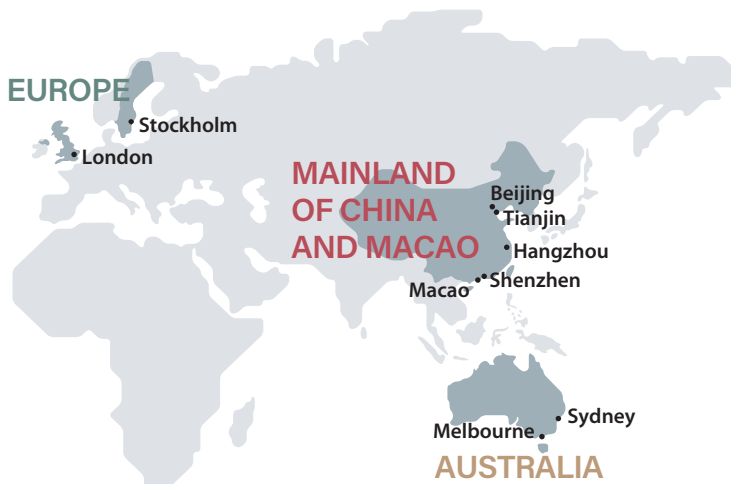 EUROPE
Stockholm
London
MAINLAND
OF CHINA
AND MACAO
Beijing
Tianjin
Hangzhou
Shenzhen
Macao
Sydney
Melbourne
AUSTRALIA